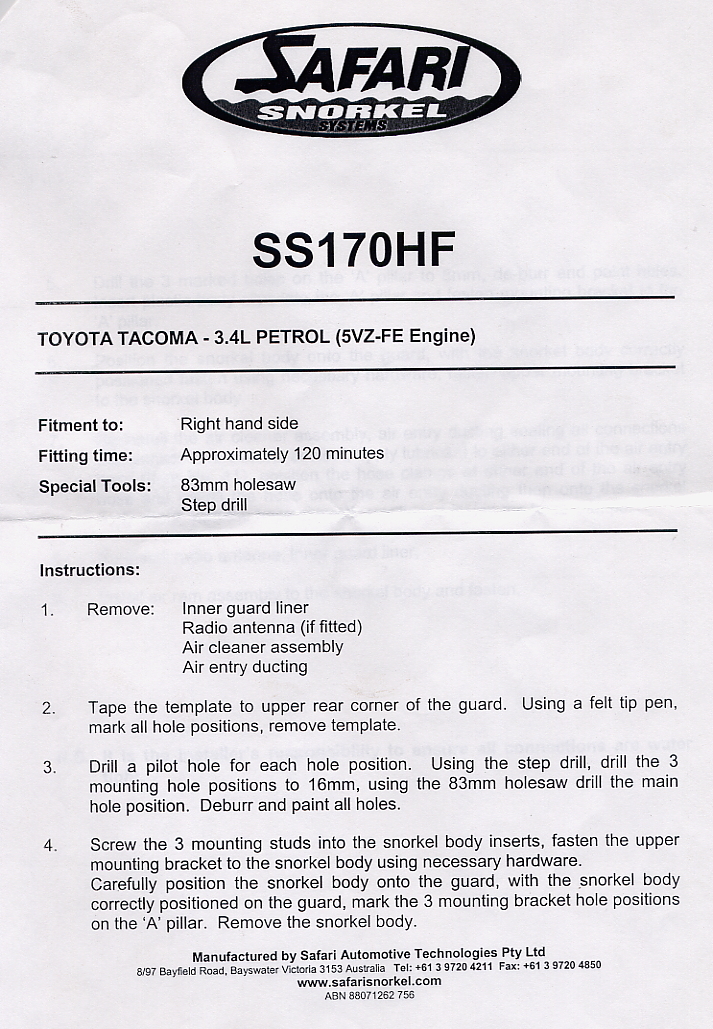 SAFARI
SNORKEL
SYSTEMS
SS170HF
TOYOTA TACOMA - 3.4L PETROL (5VZ-FE Engine)
Fitment to: Right hand side
Fitting time: Approximately 120 minutes
Special Tools: 83mm holesaw
Step drill
Instructions:
1. Remove: Inner guard liner
Radio antenna (if fitted)
Air cleaner assembly
Air entry ducting
2. Tape the template to upper rear corner of the guard. Using a felt tip pen,
mark all hole positions, remove template.
3. Drill a pilot hole for each hole position. Using the step drill, drill the 3
mounting hole positions to 16mm, using the 83mm holesaw drill the main
hole position. Deburr and paint all holes.
4. Screw the 3 mounting studs into the snorkel body inserts, fasten the upper
mounting bracket to the snorkel body using necessary hardware.
Carefully position the snorkel body onto the guard, with the snorkel body
correctly positioned on the guard, mark the 3 mounting bracket hole positions
on the 'A' pillar. Remove the snorkel body.
Manufactured by Safari Automotive Technologies Pty Ltd
8/97 Bayfield Road, Bayswater Victoria 3153 Australia Tel: +61 3 9720 4211 Fax: +61 3 9720 4850
www.safarisnorkel.com
ABN 88071262 756